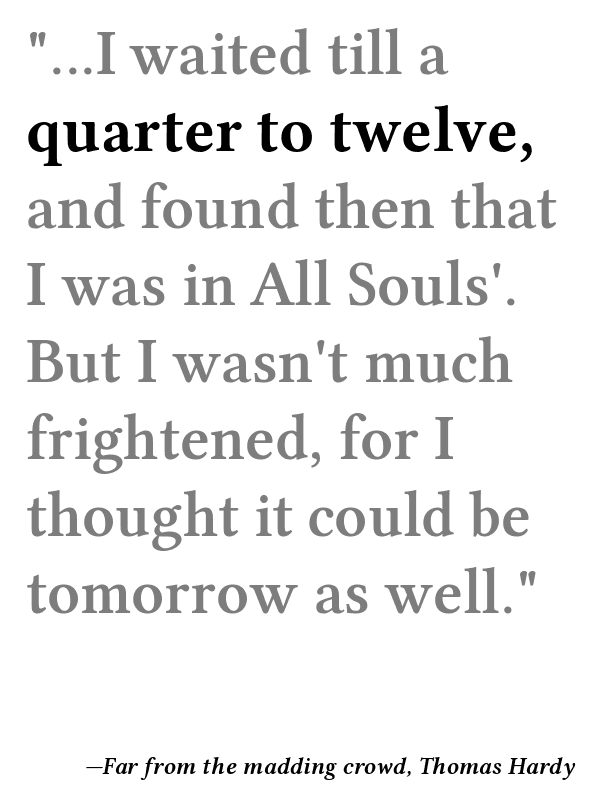 "...I waited till a
quarter to twelve,
and found then that
I was in All Souls'.
But I wasn't much
frightened, for I
thought it could be
tomorrow as well."
—Far from the madding crowd, Thomas Hardy